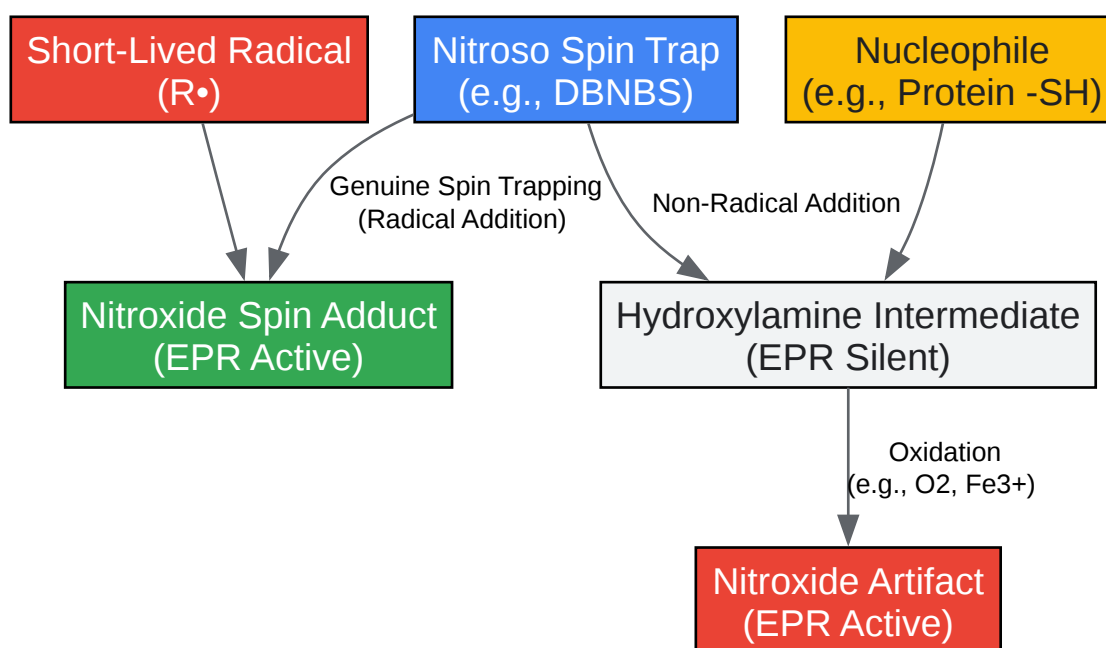 Short-Lived Radical
(R•)
Nitroso Spin Trap
(e.g., DBNBS)
Nucleophile
(e.g., Protein -SH)
Genuine Spin Trapping
(Radical Addition)
Non-Radical Addition
Nitroxide Spin Adduct
(EPR Active)
Hydroxylamine Intermediate
(EPR Silent)
Oxidation
(e.g., O2, Fe3+)
Nitroxide Artifact
(EPR Active)